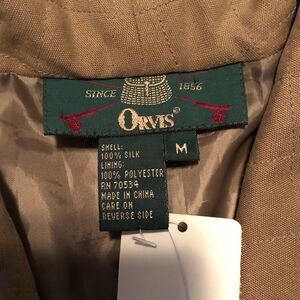 SINCE 1856
ORVIS®
SHELL:
100% SILK
LINING:
100% POLYESTER
RN 70534
MADE IN CHINA
CARE ON
REVERSE SIDE
M